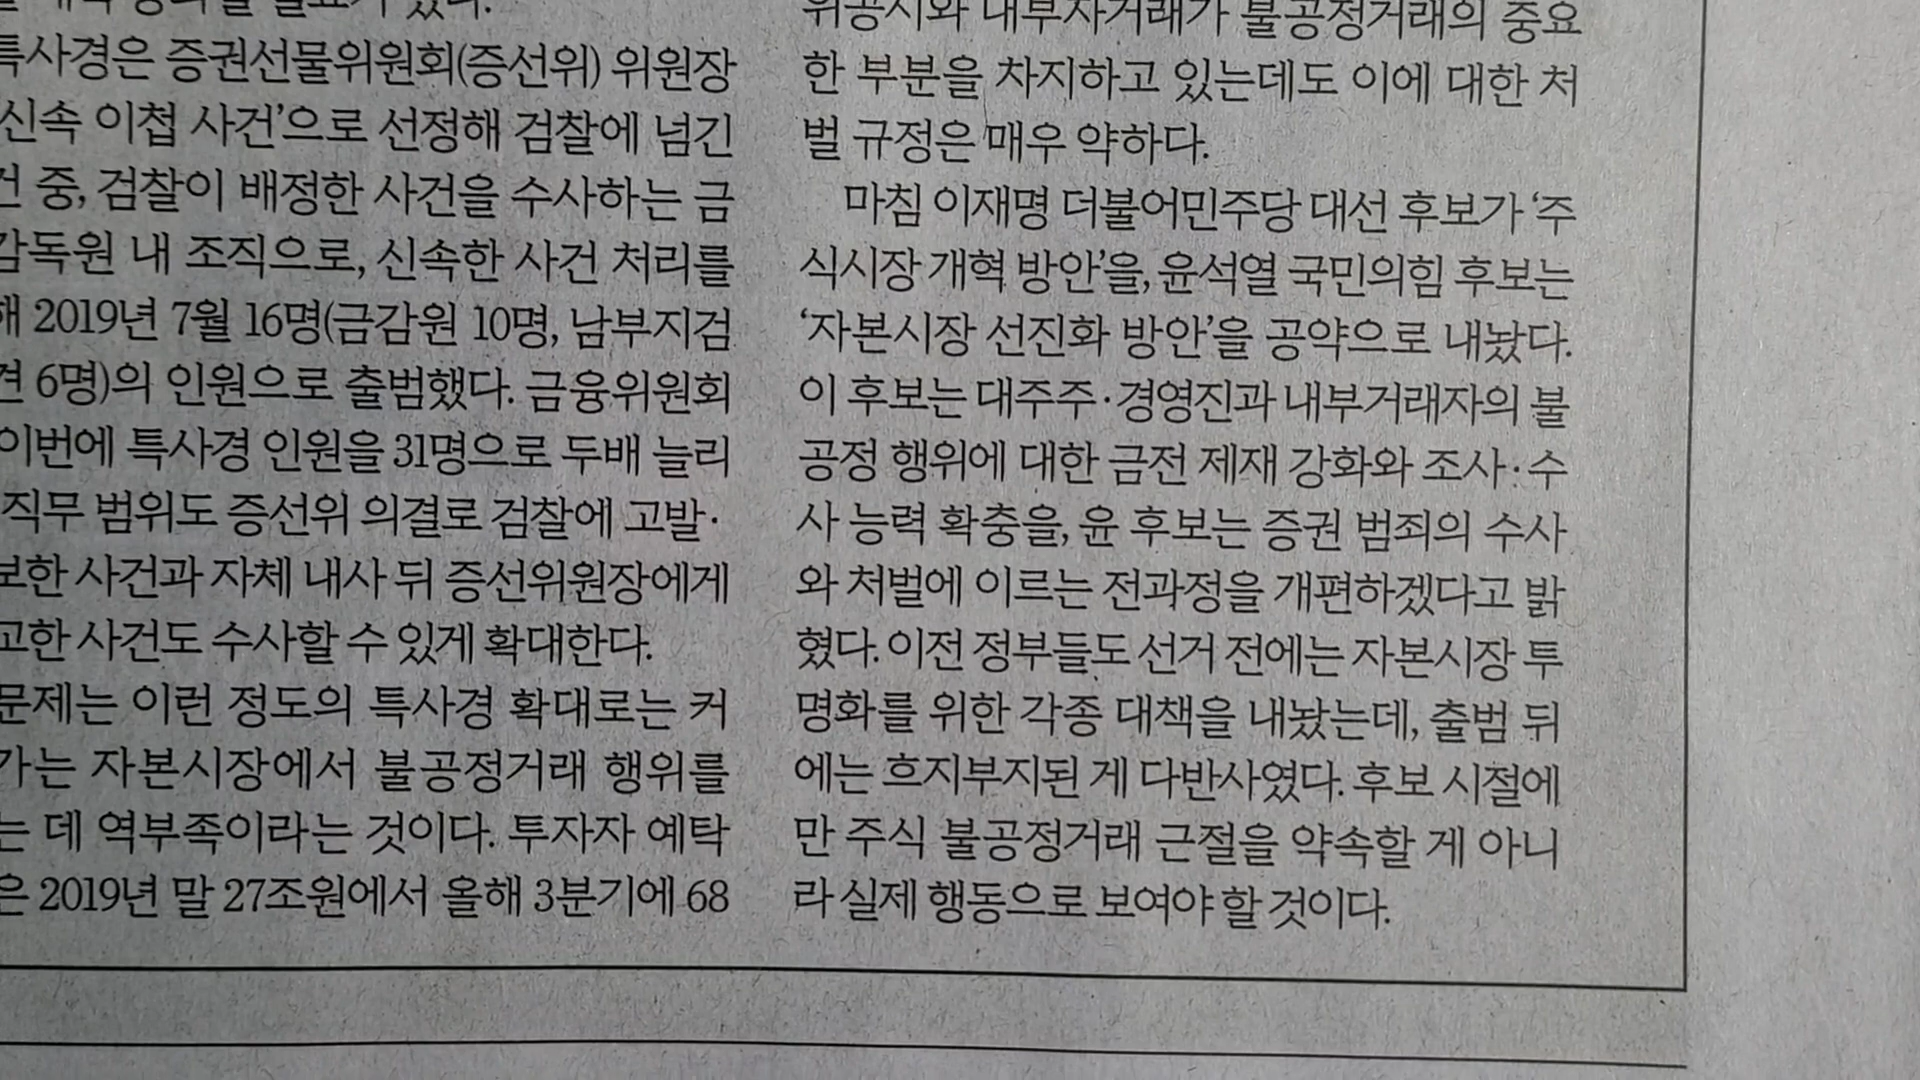 특사경은 증권선물위원회(증선위) 위원장
신속 이첩 사건’으로 선정해 검찰에 넘긴
건 중, 검찰이 배정한 사건을 수사하는 금
감독원 내 조직으로, 신속한 사건 처리를
해 2019년 7월 16명(금감원 10명, 남부지검
견 6명)의 인원으로 출범했다. 금융위원회
이번에 특사경 인원을 31명으로 두배 늘리
직무 범위도 증선위 의결로 검찰에 고발·
보한 사건과 자체 내사 뒤 증선위원장에게
고한 사건도 수사할 수 있게 확대한다.
문제는 이런 정도의 특사경 확대로는 커
가는 자본시장에서 불공정거래 행위를
는 데 역부족이라는 것이다. 투자자 예탁
은 2019년 말 27조원에서 올해 3분기에 68
위공시와 내부자거래가 불공정거래의 중요
한 부분을 차지하고 있는데도 이에 대한 처
벌 규정은 매우 약하다.
마침 이재명 더불어민주당 대선 후보가 ‘주
식시장 개혁 방안’을, 윤석열 국민의힘 후보는
‘자본시장 선진화 방안’을 공약으로 내놨다.
이 후보는 대주주·경영진과 내부거래자의 불
공정 행위에 대한 금전 제재 강화와 조사·수
사 능력 확충을, 윤 후보는 증권 범죄의 수사
와 처벌에 이르는 전과정을 개편하겠다고 밝
혔다. 이전 정부들도 선거 전에는 자본시장 투
명화를 위한 각종 대책을 내놨는데, 출범 뒤
에는 흐지부지된 게 다반사였다. 후보 시절에
만 주식 불공정거래 근절을 약속할 게 아니
라 실제 행동으로 보여야 할 것이다.